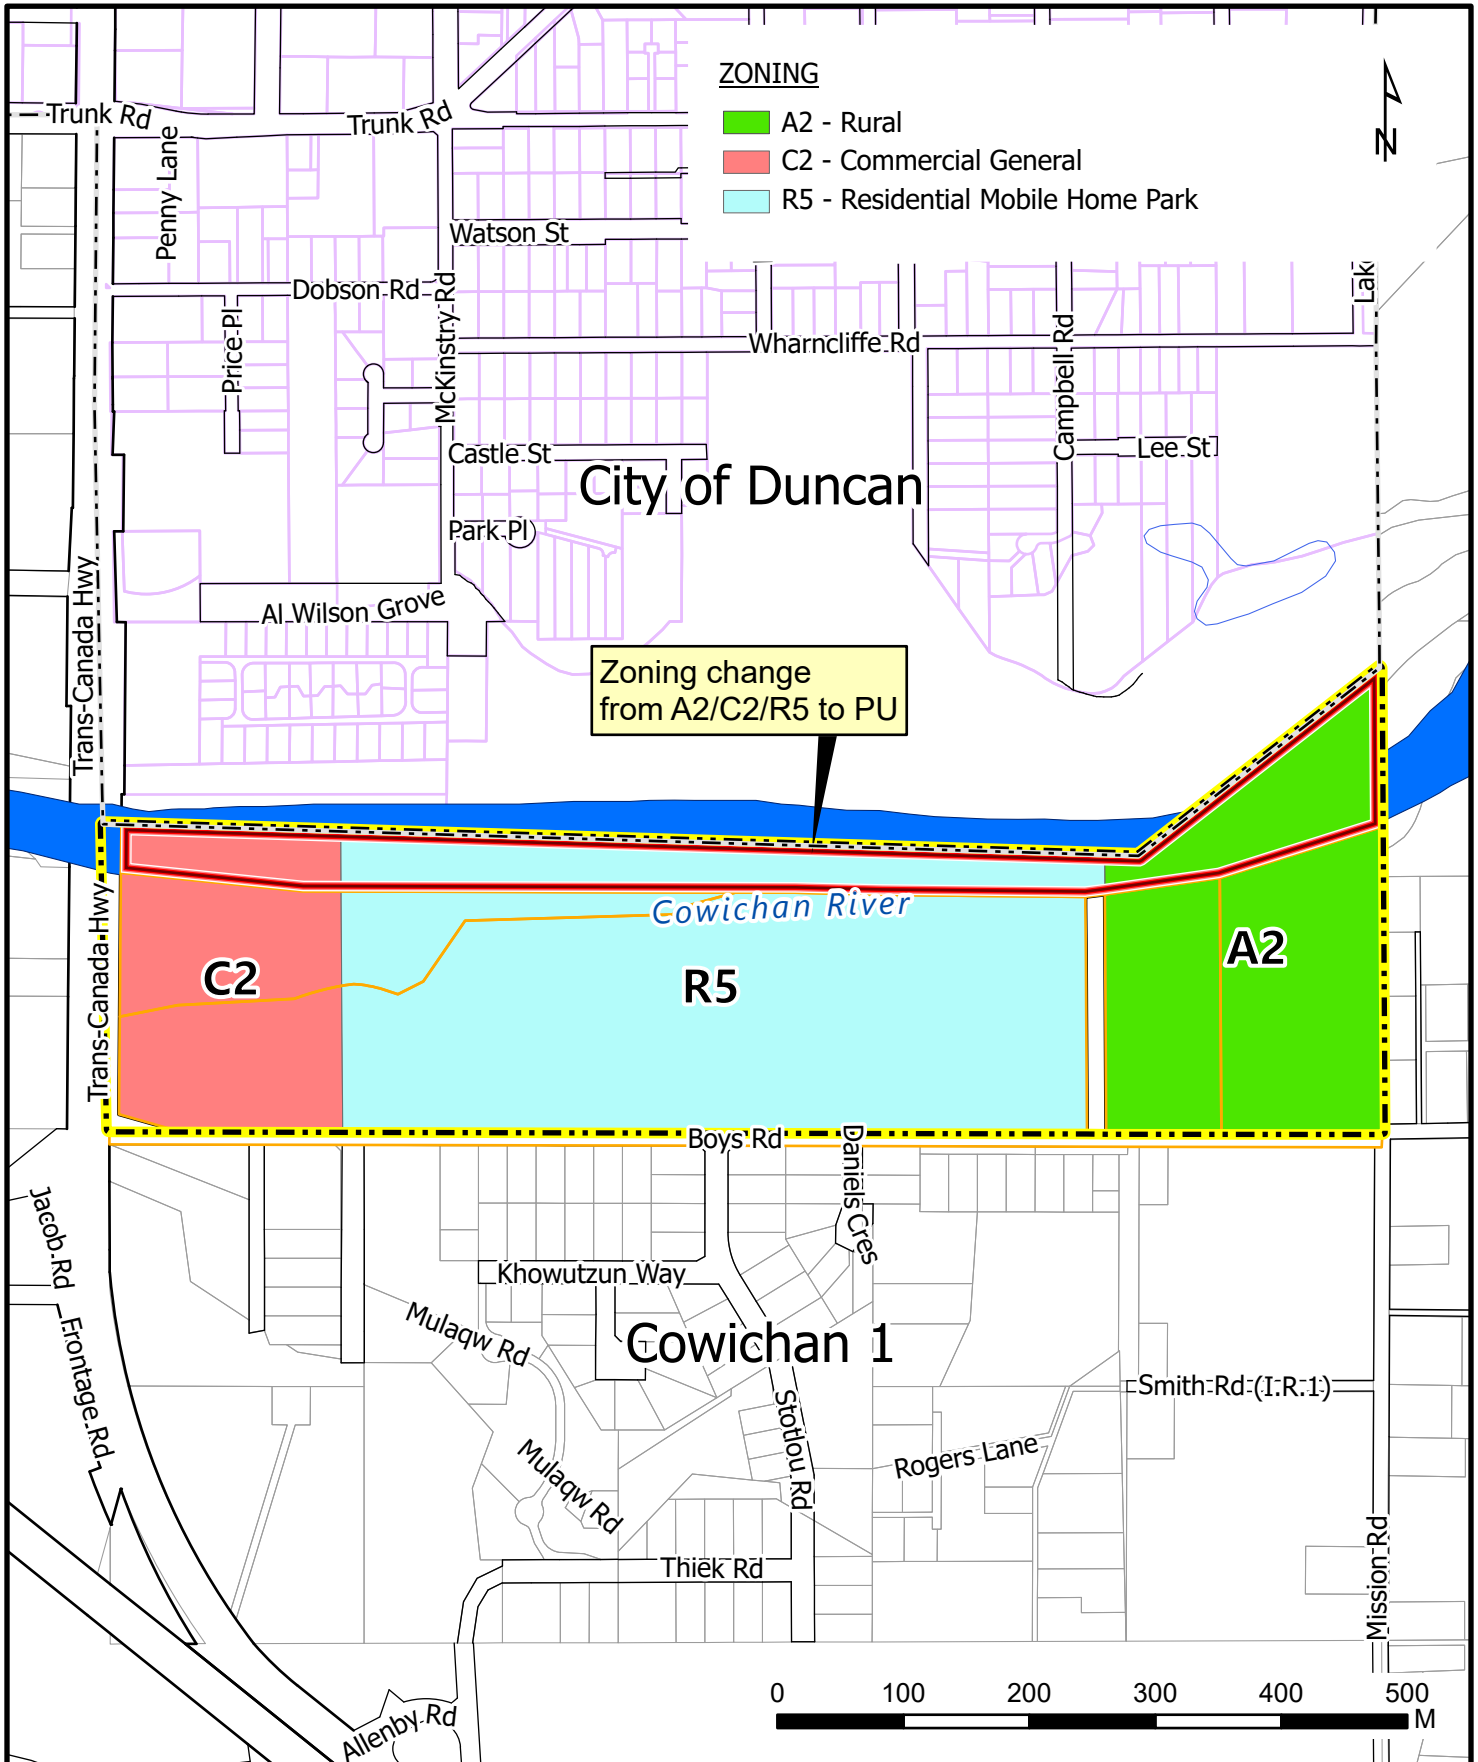 ZONING
A2 - Rural
C2 - Commercial General
R5 - Residential Mobile Home Park
N
Trunk Rd
Trunk Rd
Penny Lane
Watson St
Dobson Rd
Price Pl
McKinstry Rd
Wharncliffe Rd
Lake
Campbell Rd
Castle St
Lee St
City of Duncan
Park Pl
Al Wilson Grove
Trans-Canada Hwy
Zoning change
from A2/C2/R5 to PU
Cowichan River
C2
R5
A2
Trans-Canada Hwy
Boys Rd
Daniels Cres
Jacob Rd
Khowutzun Way
Mulaqw Rd
Cowichan 1
Frontage Rd
Smith Rd (I.R.1)
Stotlou Rd
Mulaqw Rd
Rogers Lane
Thiek Rd
Mission Rd
Allenby Rd
0 100 200 300 400 500
M